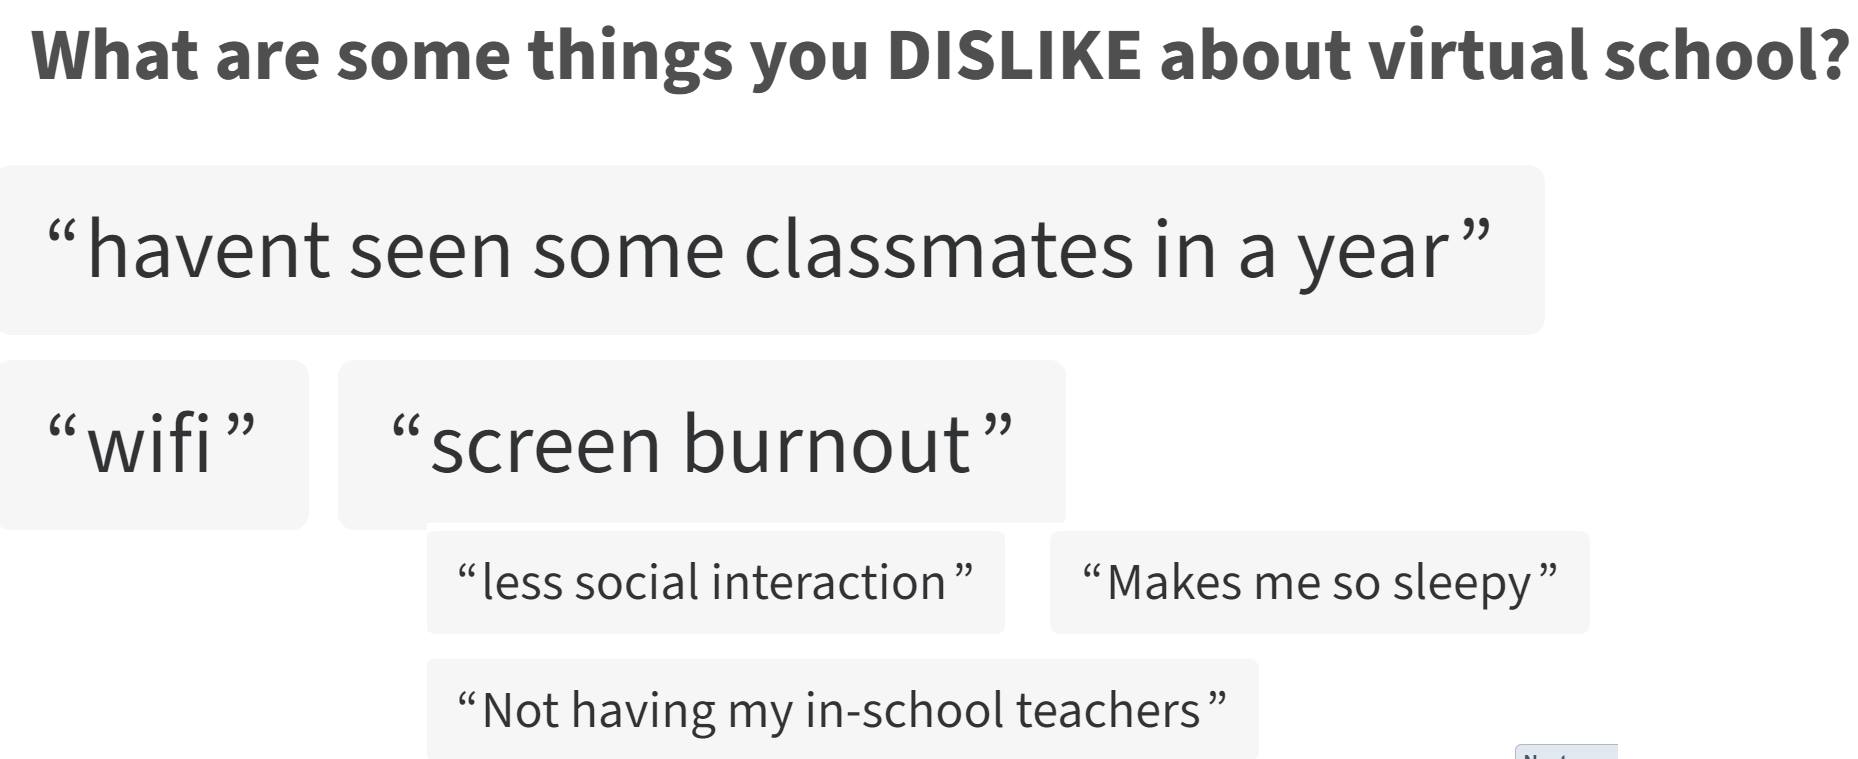 What are some things you DISLIKE about virtual school?
“havent seen some classmates in a year”
“wifi” “screen burnout”
“less social interaction” “Makes me so sleepy”
“Not having my in-school teachers”